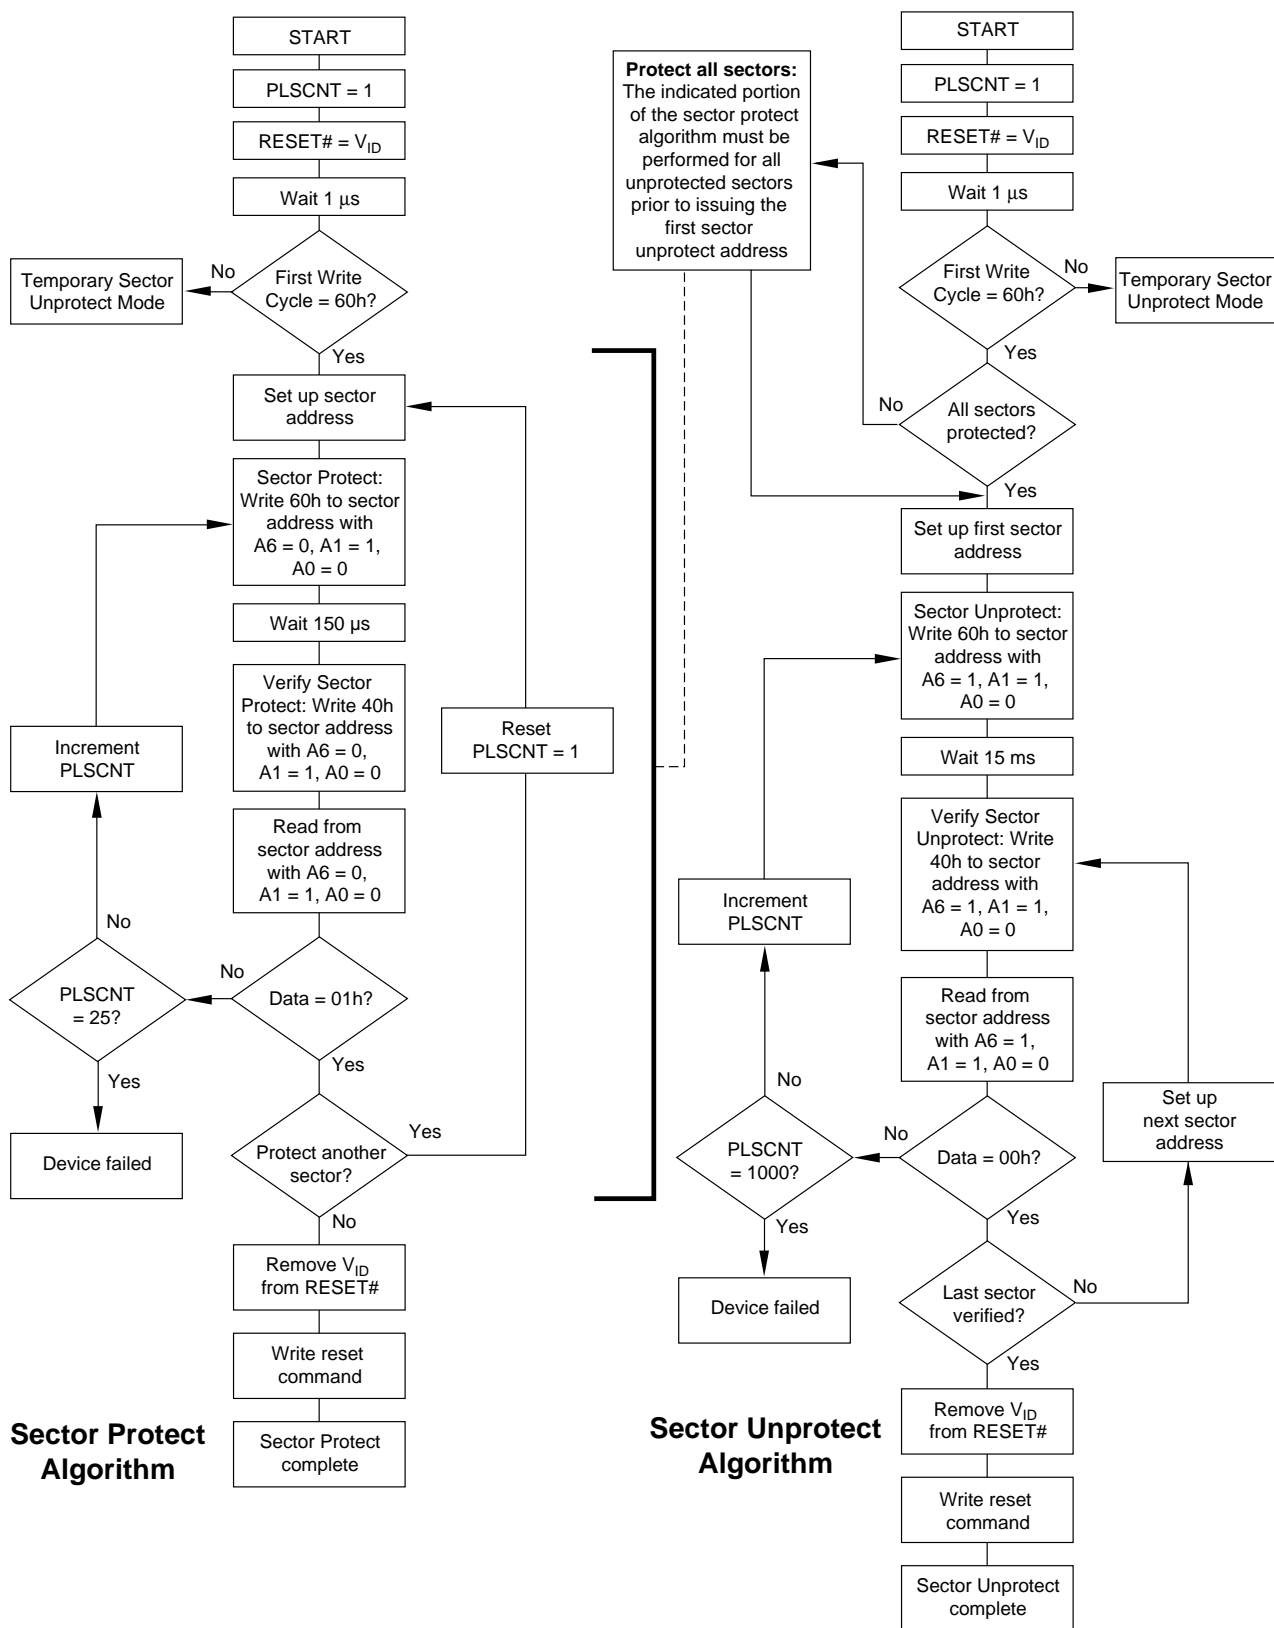 START
PLSCNT = 1
RESET# = VID
Wait 1 μs
First Write
Cycle = 60h?
No
Temporary Sector
Unprotect Mode
Yes
Set up sector
address
Sector Protect:
Write 60h to sector
address with
A6 = 0, A1 = 1,
A0 = 0
Wait 150 µs
Verify Sector
Protect: Write 40h
to sector address
with A6 = 0,
A1 = 1, A0 = 0
Increment
PLSCNT
Reset
PLSCNT = 1
Read from
sector address
with A6 = 0,
A1 = 1, A0 = 0
No
PLSCNT
= 25?
No
Data = 01h?
Yes
Yes
Device failed
Protect another
sector?
Yes
No
Remove VID
from RESET#
Write reset
command
Sector Protect
complete
Sector Protect
Algorithm
Protect all sectors:
The indicated portion
of the sector protect
algorithm must be
performed for all
unprotected sectors
prior to issuing the
first sector
unprotect address
START
PLSCNT = 1
RESET# = VID
Wait 1 μs
First Write
Cycle = 60h?
No
Temporary Sector
Unprotect Mode
Yes
No
All sectors
protected?
Yes
Set up first sector
address
Sector Unprotect:
Write 60h to sector
address with
A6 = 1, A1 = 1,
A0 = 0
Wait 15 ms
Verify Sector
Unprotect: Write
40h to sector
address with
A6 = 1, A1 = 1,
A0 = 0
Increment
PLSCNT
Read from
sector address
with A6 = 1,
A1 = 1, A0 = 0
No
PLSCNT
= 1000?
No
Data = 00h?
Set up
next sector
address
Yes
Yes
Device failed
Last sector
verified?
No
Yes
Remove VID
from RESET#
Write reset
command
Sector Unprotect
complete
Sector Unprotect
Algorithm